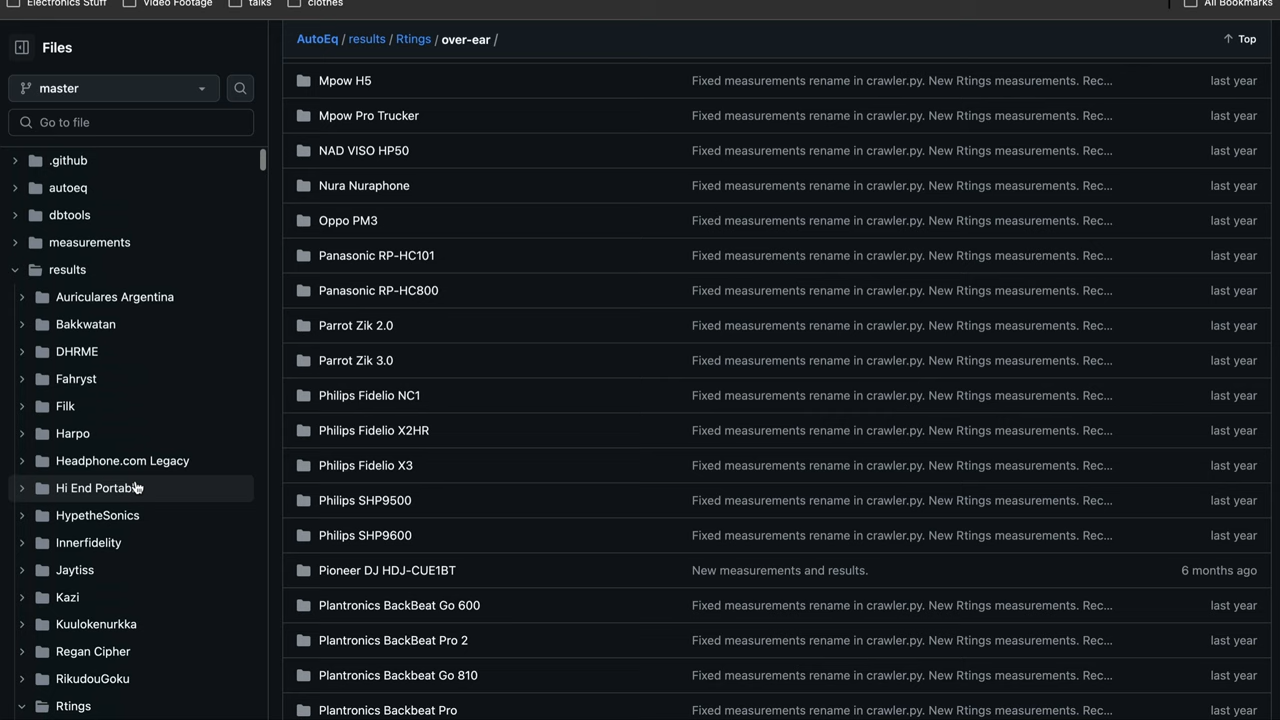 Electronics Stuff
Video Footage
talks
clothes
All Bookmarks
Files
master
Go to file
.github
autoeq
dbtools
measurements
results
Auriculares Argentina
Bakkwatan
DHRME
Fahryst
Filk
Harpo
Headphone.com Legacy
Hi End Portable
HypetheSonics
Innerfidelity
Jaytiss
Kazi
Kuulokenurkka
Regan Cipher
RikudouGoku
Rtings
AutoEq / results / Rtings / over-ear /
Top
Mpow H5 Fixed measurements rename in crawler.py. New Rtings measurements. Rec... last year
Mpow Pro Trucker Fixed measurements rename in crawler.py. New Rtings measurements. Rec... last year
NAD VISO HP50 Fixed measurements rename in crawler.py. New Rtings measurements. Rec... last year
Nura Nuraphone Fixed measurements rename in crawler.py. New Rtings measurements. Rec... last year
Oppo PM3 Fixed measurements rename in crawler.py. New Rtings measurements. Rec... last year
Panasonic RP-HC101 Fixed measurements rename in crawler.py. New Rtings measurements. Rec... last year
Panasonic RP-HC800 Fixed measurements rename in crawler.py. New Rtings measurements. Rec... last year
Parrot Zik 2.0 Fixed measurements rename in crawler.py. New Rtings measurements. Rec... last year
Parrot Zik 3.0 Fixed measurements rename in crawler.py. New Rtings measurements. Rec... last year
Philips Fidelio NC1 Fixed measurements rename in crawler.py. New Rtings measurements. Rec... last year
Philips Fidelio X2HR Fixed measurements rename in crawler.py. New Rtings measurements. Rec... last year
Philips Fidelio X3 Fixed measurements rename in crawler.py. New Rtings measurements. Rec... last year
Philips SHP9500 Fixed measurements rename in crawler.py. New Rtings measurements. Rec... last year
Philips SHP9600 Fixed measurements rename in crawler.py. New Rtings measurements. Rec... last year
Pioneer DJ HDJ-CUE1BT New measurements and results. 6 months ago
Plantronics BackBeat Go 600 Fixed measurements rename in crawler.py. New Rtings measurements. Rec... last year
Plantronics BackBeat Pro 2 Fixed measurements rename in crawler.py. New Rtings measurements. Rec... last year
Plantronics Backbeat Go 810 Fixed measurements rename in crawler.py. New Rtings measurements. Rec... last year
Plantronics Backbeat Pro Fixed measurements rename in crawler.py. New Rtings measurements. Rec... last year